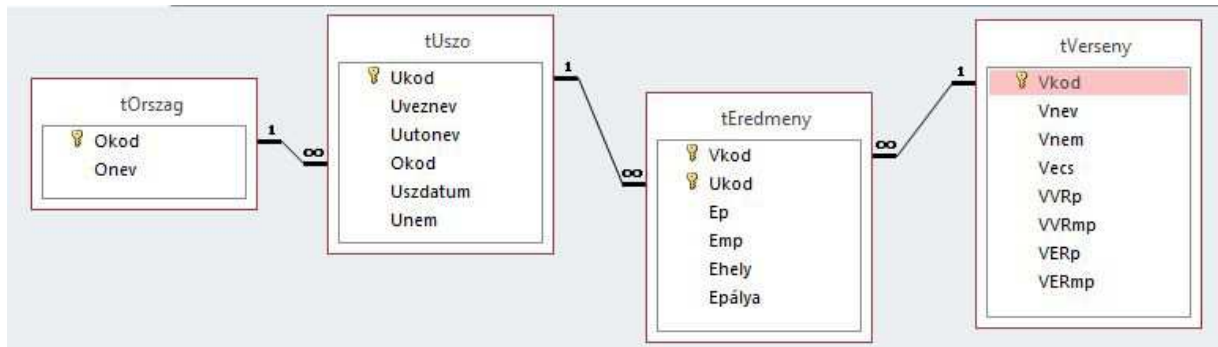 tOrszag
Okod
Onev
1
∞
tUszo
Ukod
Uveznev
Uutonev
Okod
Uszdatum
Unem
1
∞
tEredmeny
Vkod
Ukod
Ep
Emp
Ehely
Epálya
∞
1
tVerseny
Vkod
Vnev
Vnem
Vecs
VVRp
VVRmp
VERp
VERmp